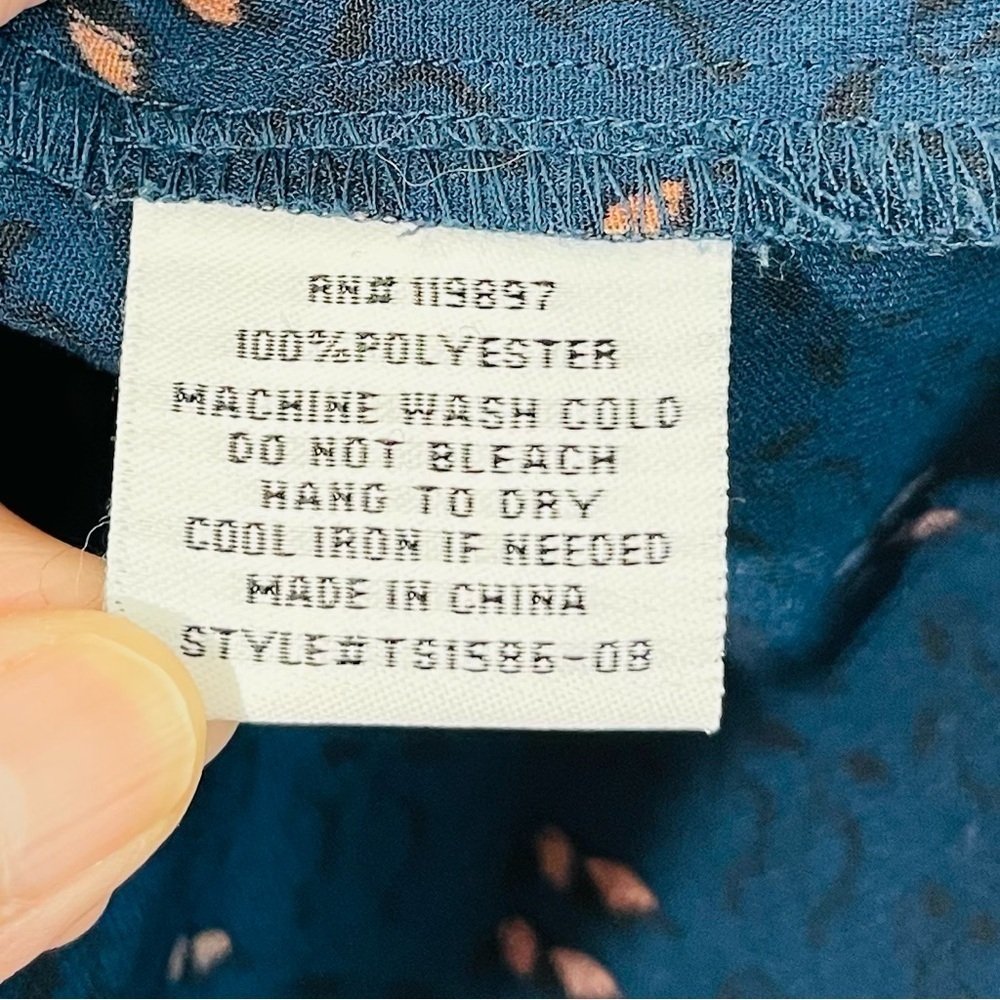 RN# 119897
100%POLYESTER
MACHINE WASH COLD
DO NOT BLEACH
HANG TO DRY
COOL IRON IF NEEDED
MADE IN CHINA
STYLE#TS1586-08